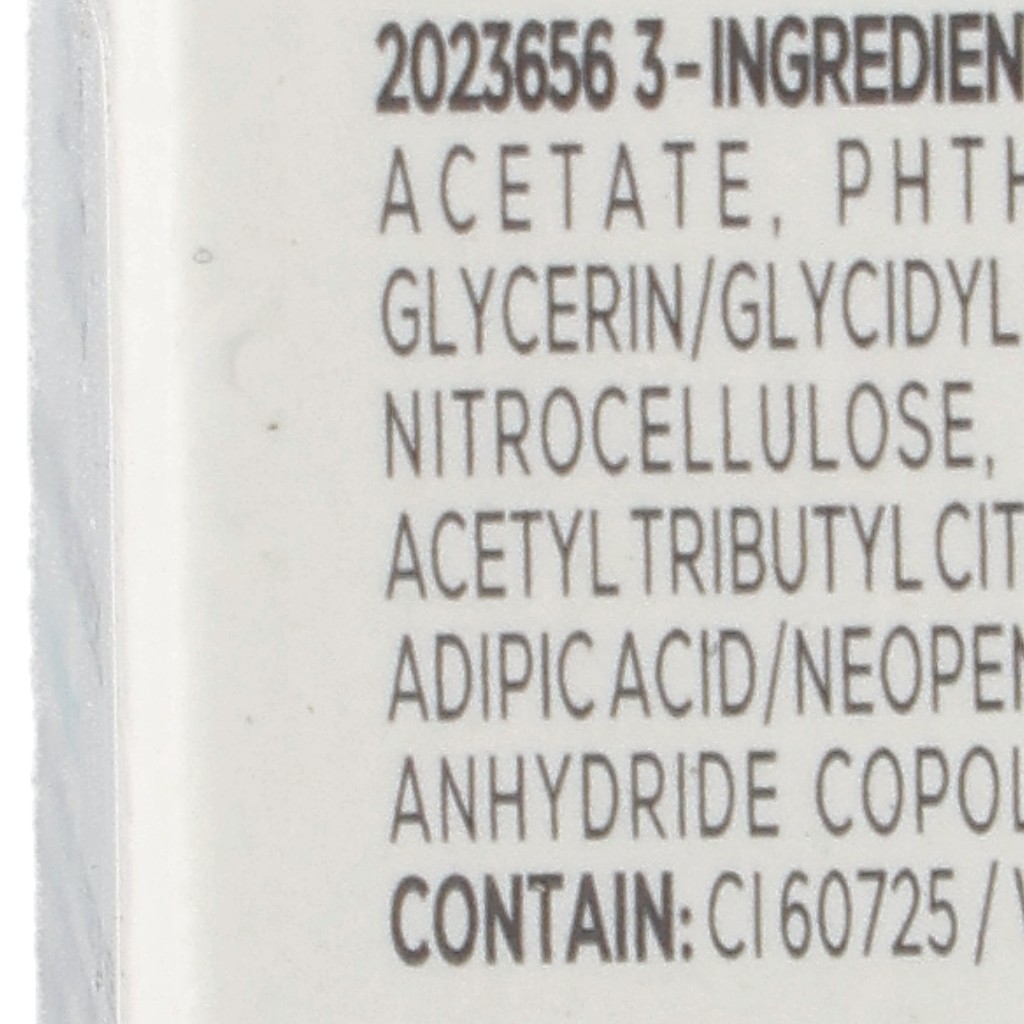 2023656 3 - INGREDIEN
ACETATE, PHTH
GLYCERIN/GLYCIDYL
NITROCELLULOSE,
ACETYL TRIBUTYL CIT
ADIPIC ACID/NEOPEN
ANHYDRIDE COPOL
CONTAIN: CI 60725 /